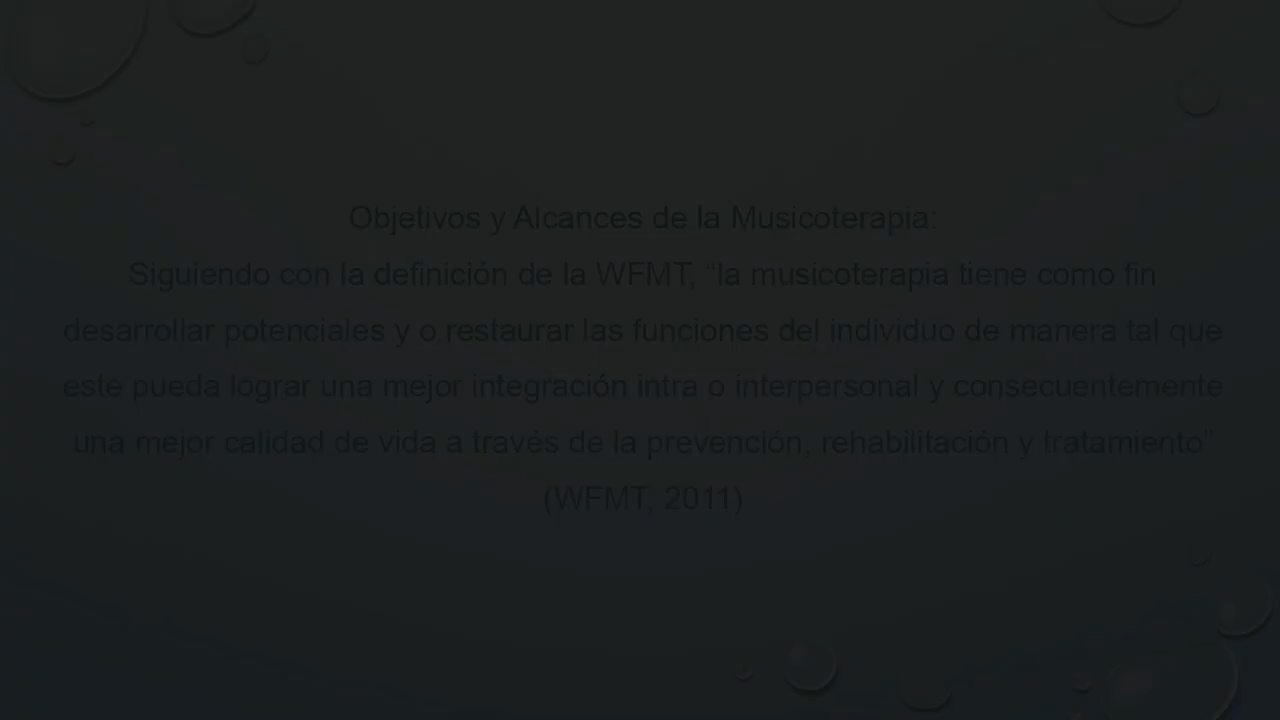 Objetivos y Alcances de la Musicoterapia:
Siguiendo con la definición de la WFMT, “la musicoterapia tiene como fin
desarrollar potenciales y o restaurar las funciones del individuo de manera tal que
este pueda lograr una mejor integración intra o interpersonal y consecuentemente
una mejor calidad de vida a través de la prevención, rehabilitación y tratamiento”
(WFMT, 2011)